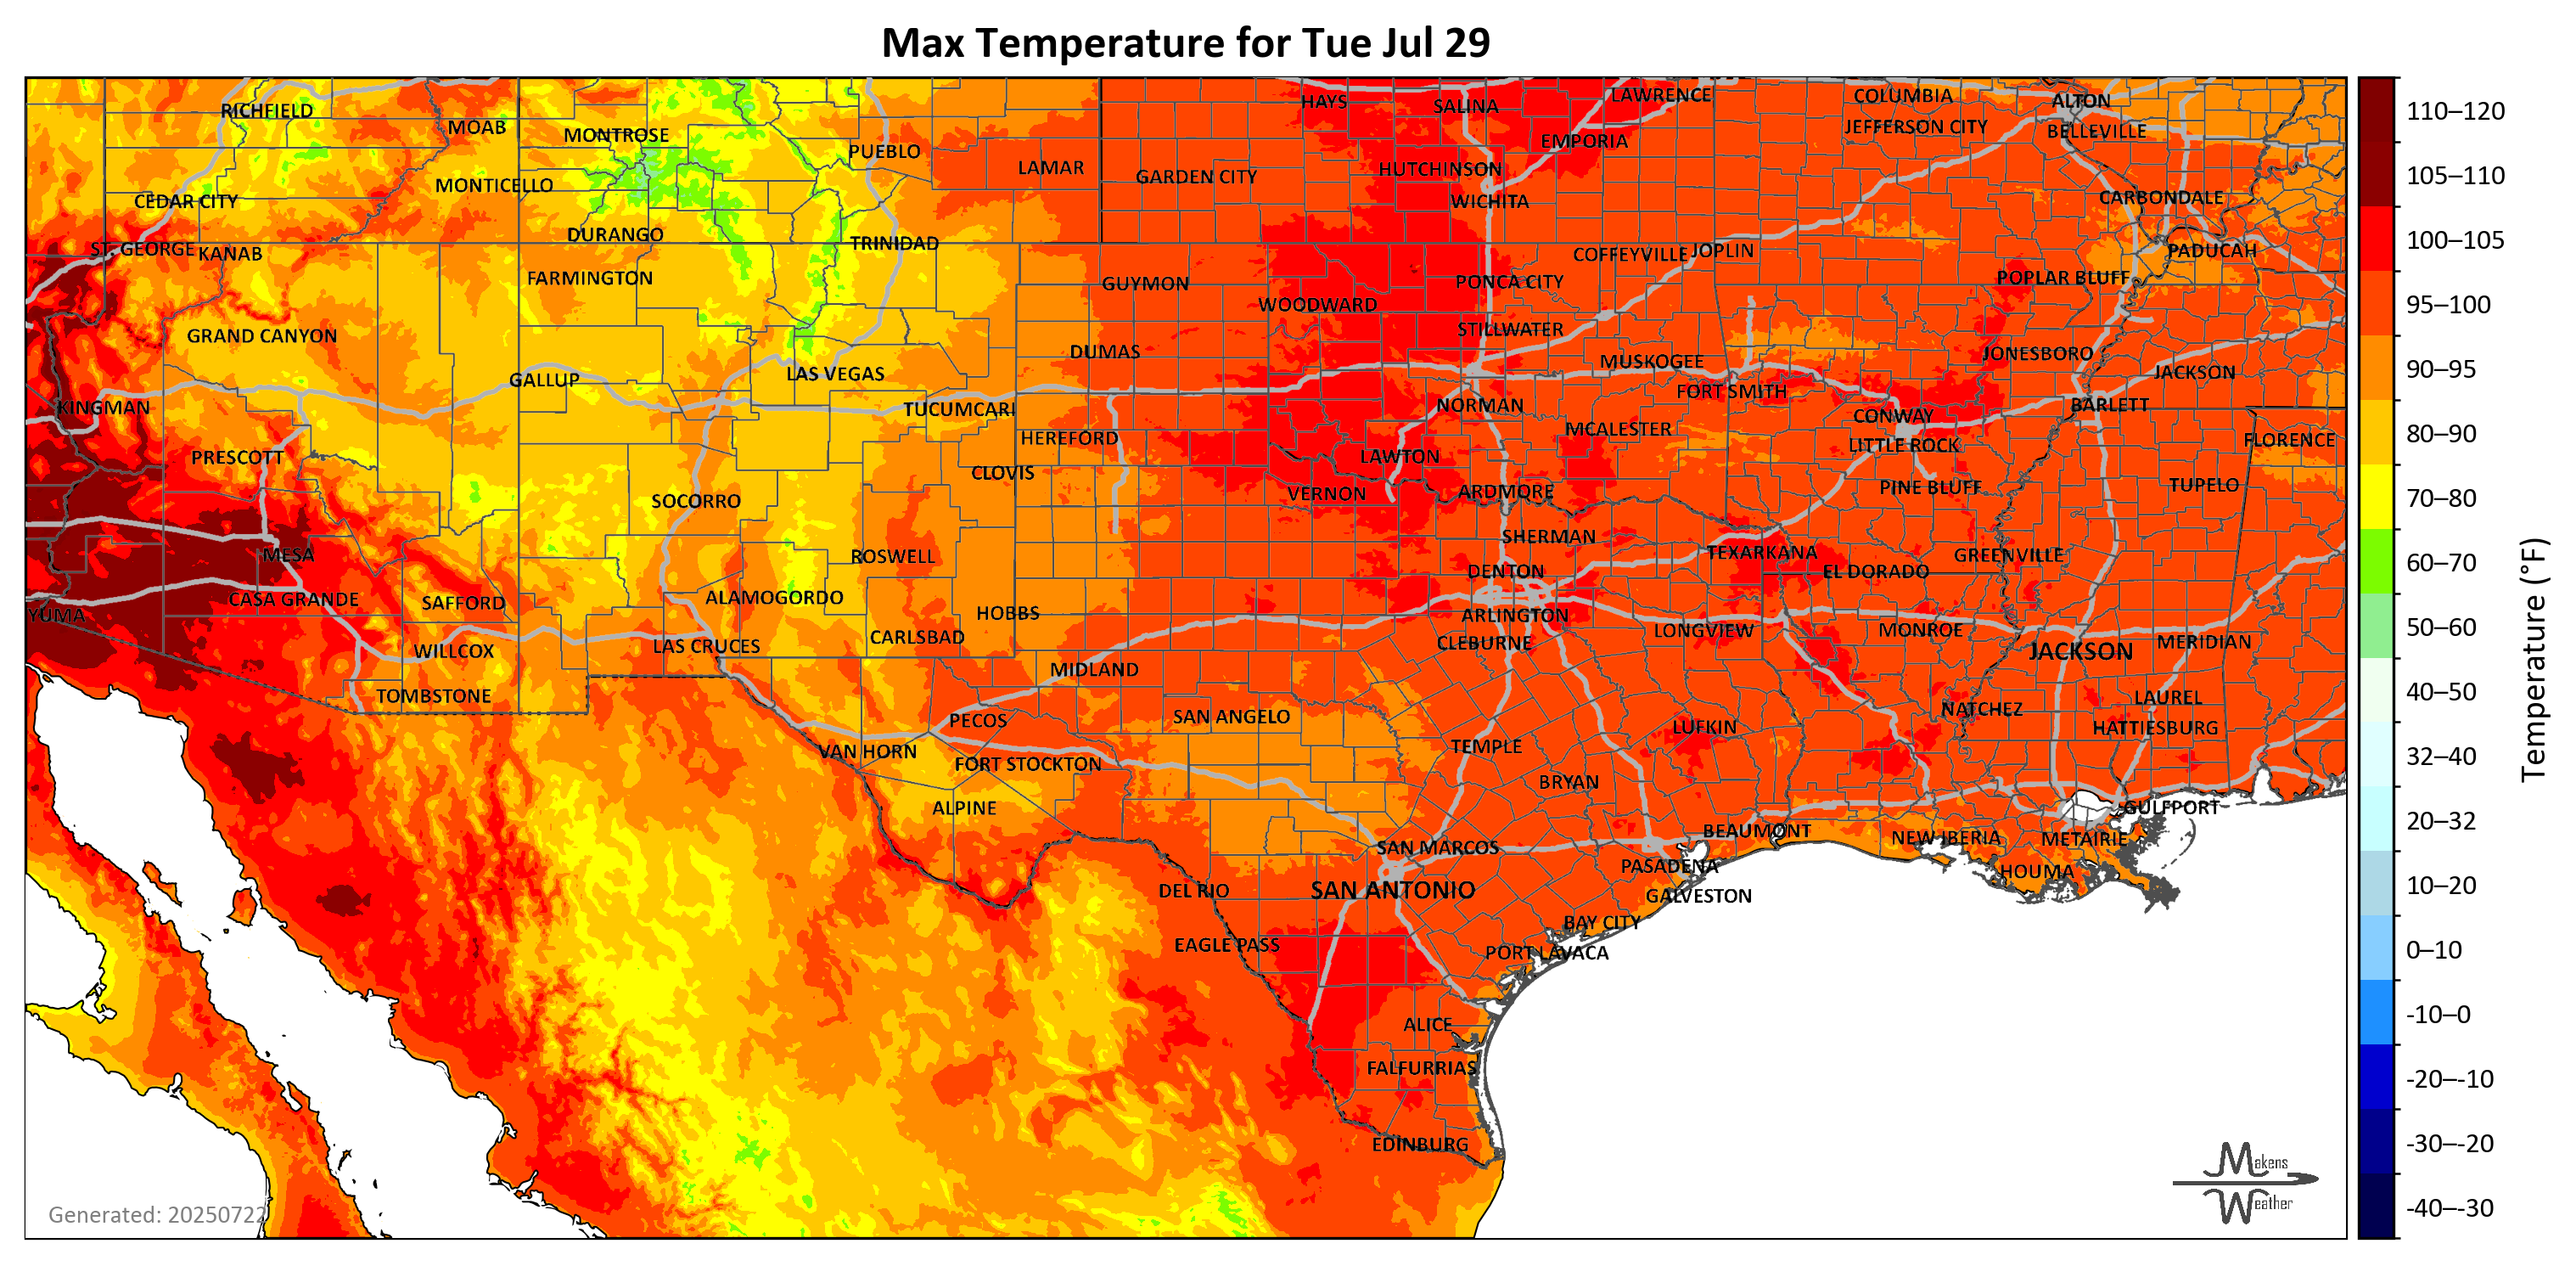 Max Temperature for Tue Jul 29
RICHFIELD
MOAB
MONTROSE
PUEBLO
LAMAR
GARDEN CITY
HAYS
SALINA
LAWRENCE
EMPORIA
HUTCHINSON
WICHITA
COLUMBIA
JEFFERSON CITY
ALTON
BELLEVILLE
CARBONDALE
MONTICELLO
CEDAR CITY
DURANGO
TRINIDAD
ST. GEORGE
KANAB
FARMINGTON
GUYMON
WOODWARD
PONCA CITY
COFFEYVILLE
JOPLIN
POPLAR BLUFF
PADUCAH
GRAND CANYON
STILLWATER
DUMAS
MUSKOGEE
JONESBORO
JACKSON
GALLUP
LAS VEGAS
FORT SMITH
KINGMAN
TUCUMCARI
NORMAN
CONWAY
BARLETT
HEREFORD
MCALESTER
LITTLE ROCK
FLORENCE
PRESCOTT
CLOVIS
LAWTON
SOCORRO
VERNON
ARDMORE
PINE BLUFF
TUPELO
MESA
ROSWELL
SHERMAN
TEXARKANA
GREENVILLE
DENTON
EL DORADO
CASA GRANDE
SAFFORD
ALAMOGORDO
HOBBS
ARLINGTON
YUMA
LAS CRUCES
CARLSBAD
CLEBURNE
LONGVIEW
MONROE
JACKSON
MERIDIAN
WILLCOX
MIDLAND
TOMBSTONE
PECOS
SAN ANGELO
LUFKIN
NATCHEZ
LAUREL
HATTIESBURG
VAN HORN
FORT STOCKTON
TEMPLE
BRYAN
ALPINE
BEAUMONT
GULFPORT
SAN MARCOS
NEW IBERIA
METAIRIE
PASADENA
HOUMA
DEL RIO
SAN ANTONIO
GALVESTON
BAY CITY
EAGLE PASS
PORT LAVACA
ALICE
FALFURRIAS
EDINBURG
Generated: 20250722
Makens
Weather
110–120
105–110
100–105
95–100
90–95
80–90
70–80
60–70
50–60
40–50
32–40
20–32
10–20
0–10
-10–0
-20–-10
-30–-20
-40–-30
Temperature (°F)